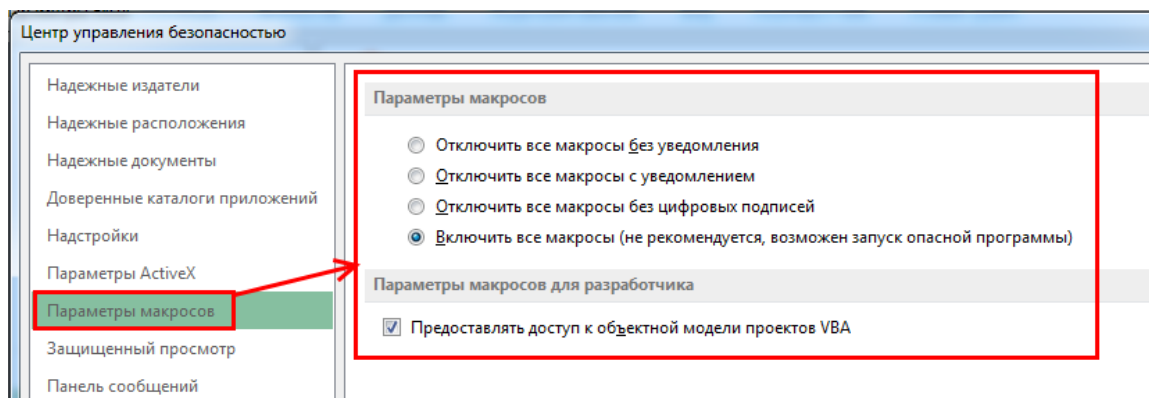 Центр управления безопасностью
Надежные издатели
Надежные расположения
Надежные документы
Доверенные каталоги приложений
Надстройки
Параметры ActiveX
Параметры макросов
Защищенный просмотр
Панель сообщений
Параметры макросов
Отключить все макросы без уведомления
Отключить все макросы с уведомлением
Отключить все макросы без цифровых подписей
Включить все макросы (не рекомендуется, возможен запуск опасной программы)
Параметры макросов для разработчика
Предоставлять доступ к объектной модели проектов VBA